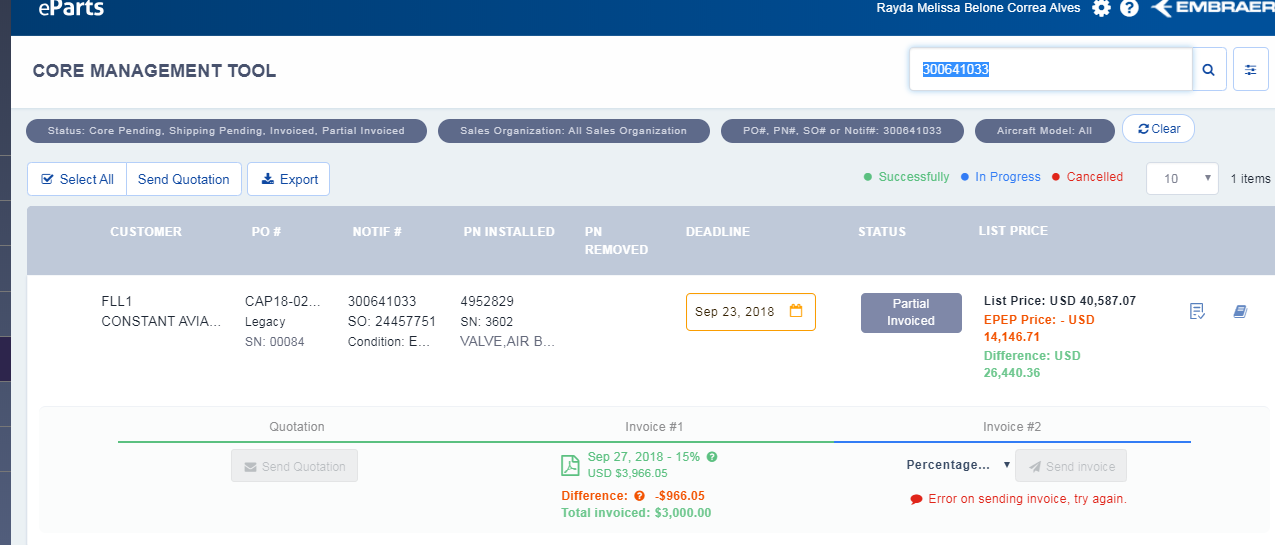 eParts
Rayda Melissa Belone Correa Alves
EMBRAER
CORE MANAGEMENT TOOL
300641033
Status: Core Pending, Shipping Pending, Invoiced, Partial Invoiced
Sales Organization: All Sales Organization
PO#, PN#, SO# or Notif#: 300641033
Aircraft Model: All
Clear
Select All
Send Quotation
Export
Successfully
In Progress
Cancelled
10
1 items
CUSTOMER
PO #
NOTIF #
PN INSTALLED
PN
REMOVED
DEADLINE
STATUS
LIST PRICE
FLL1
CONSTANT AVIA...
CAP18-02...
Legacy
SN: 00084
300641033
SO: 24457751
Condition: E...
4952829
SN: 3602
VALVE,AIR B...
Sep 23, 2018
Partial
Invoiced
List Price: USD 40,587.07
EPEP Price: - USD
14,146.71
Difference: USD
26,440.36
Quotation
Send Quotation
Invoice #1
Sep 27, 2018 - 15%
USD $3,966.05
Difference: -$966.05
Total invoiced: $3,000.00
Invoice #2
Percentage...
Send invoice
Error on sending invoice, try again.